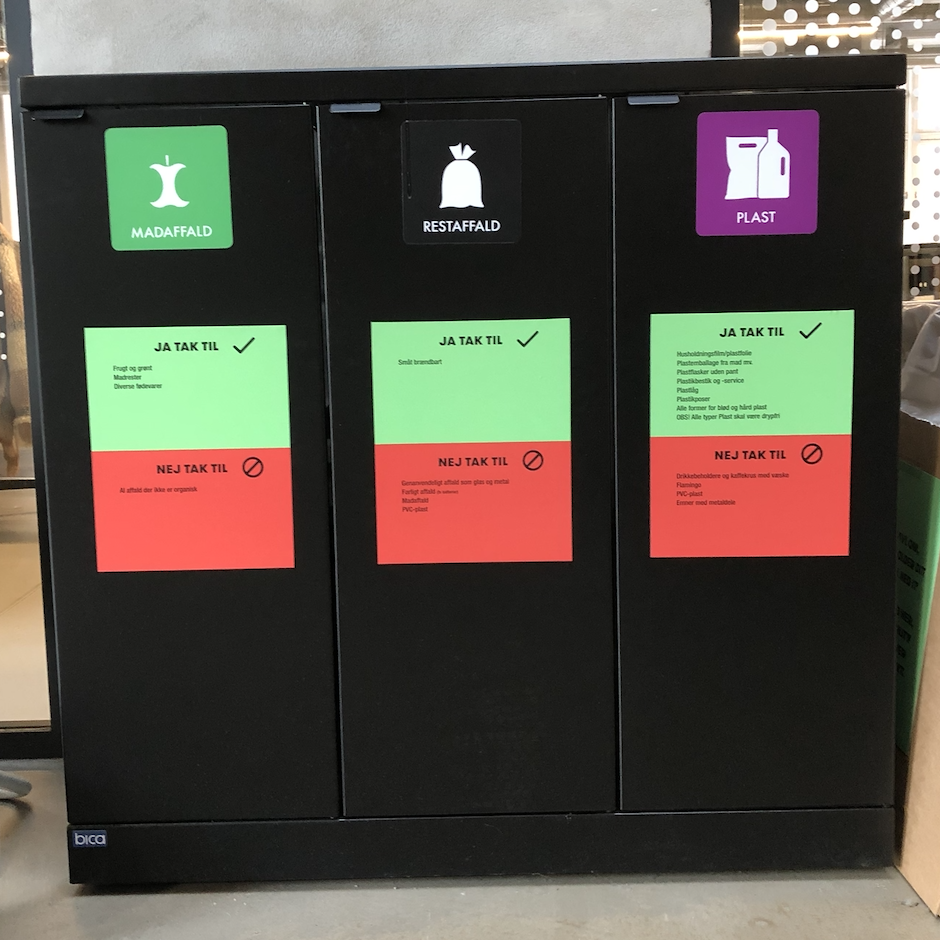 MADAFFALD
JA TAK TIL
Frugt og grønt
Madrester
Diverse fødevarer
NEJ TAK TIL
Al affald der ikke er organisk
RESTAFFALD
JA TAK TIL
Småt brændbart
NEJ TAK TIL
Genanvendeligt affald som glas og metal
Farligt affald
Madaffald
PVC-plast
PLAST
JA TAK TIL
Husholdningsfilm/plastfolie
Plastemballage fra mad mv.
Plastflasker uden pant
Plastikbestik og -service
Plastlåg
Plastikposer
Alle former for blød og hård plast
OBS! Alle typer Plast skal være drypfri
NEJ TAK TIL
Drikkebeholdere og kaffekrus med væske
Flamingo
PVC-plast
Emner med metaldele
bica